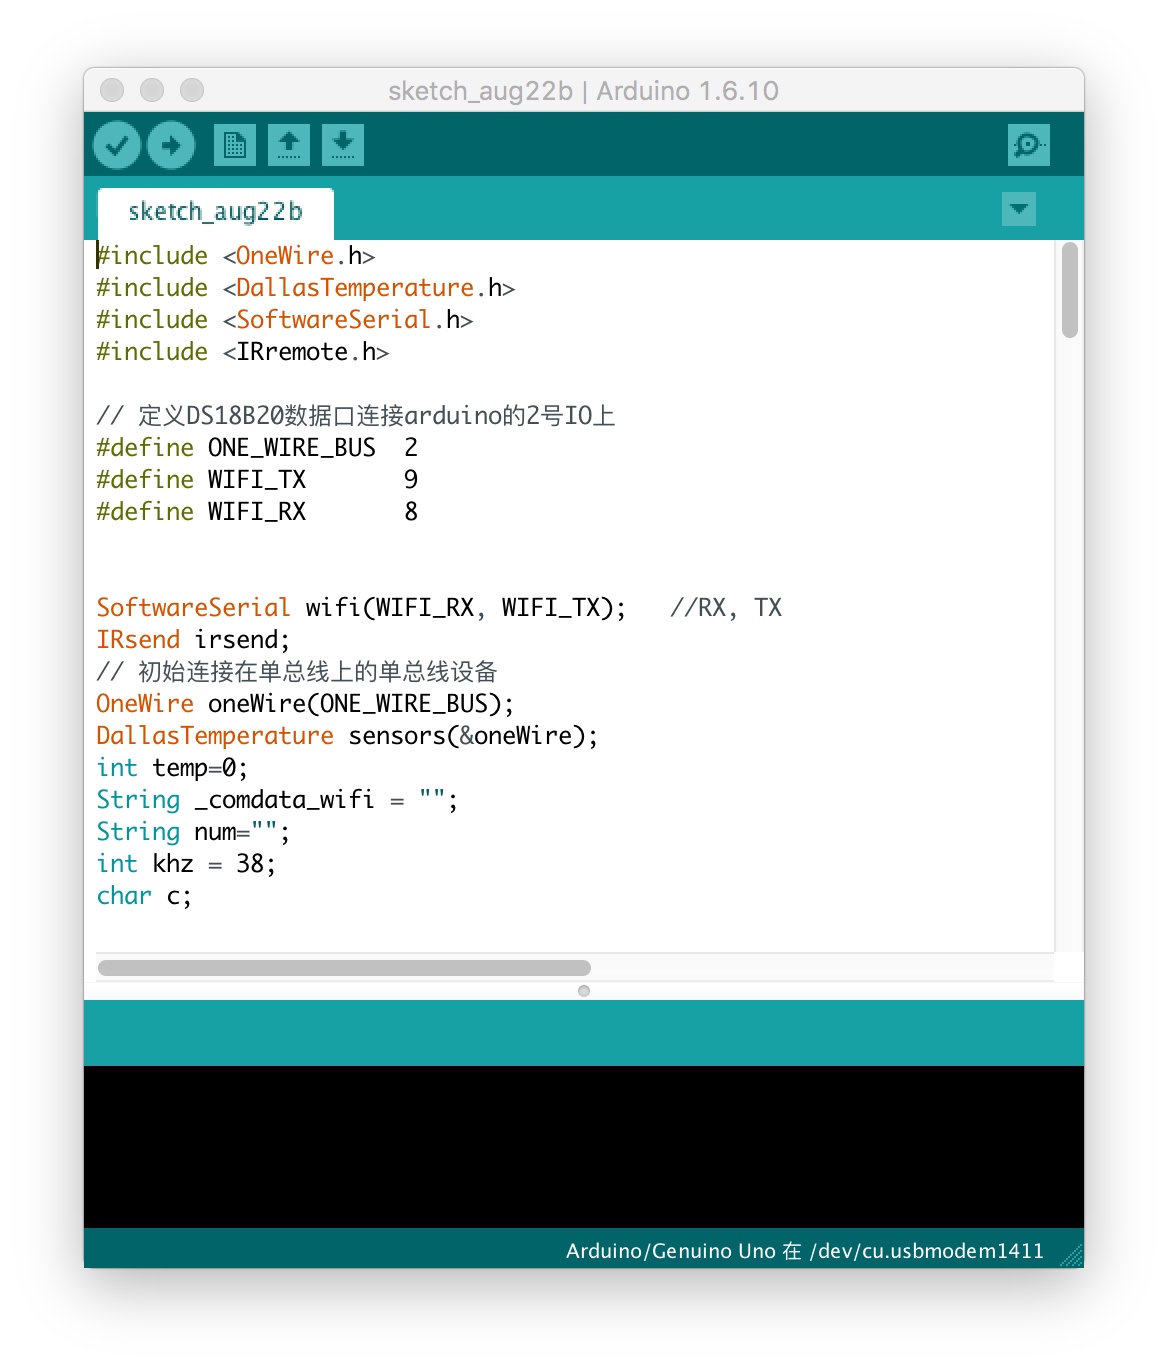 sketch_aug22b | Arduino 1.6.10
sketch_aug22b
#include <OneWire.h>
#include <DallasTemperature.h>
#include <SoftwareSerial.h>
#include <IRremote.h>
// 定义DS18B20数据口连接arduino的2号IO上
#define ONE_WIRE_BUS  2
#define WIFI_TX       9
#define WIFI_RX       8
SoftwareSerial wifi(WIFI_RX, WIFI_TX);   //RX, TX
IRsend irsend;
// 初始连接在单总线上的单总线设备
OneWire oneWire(ONE_WIRE_BUS);
DallasTemperature sensors(&oneWire);
int temp=0;
String _comdata_wifi = "";
String num="";
int khz = 38;
char c;
Arduino/Genuino Uno 在 /dev/cu.usbmodem1411